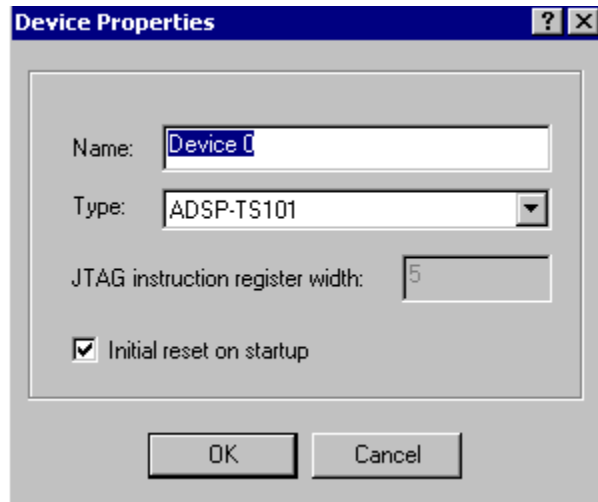 Device Properties
Name: Device 0
Type: ADSP-TS101
JTAG instruction register width: 5
Initial reset on startup
OK Cancel